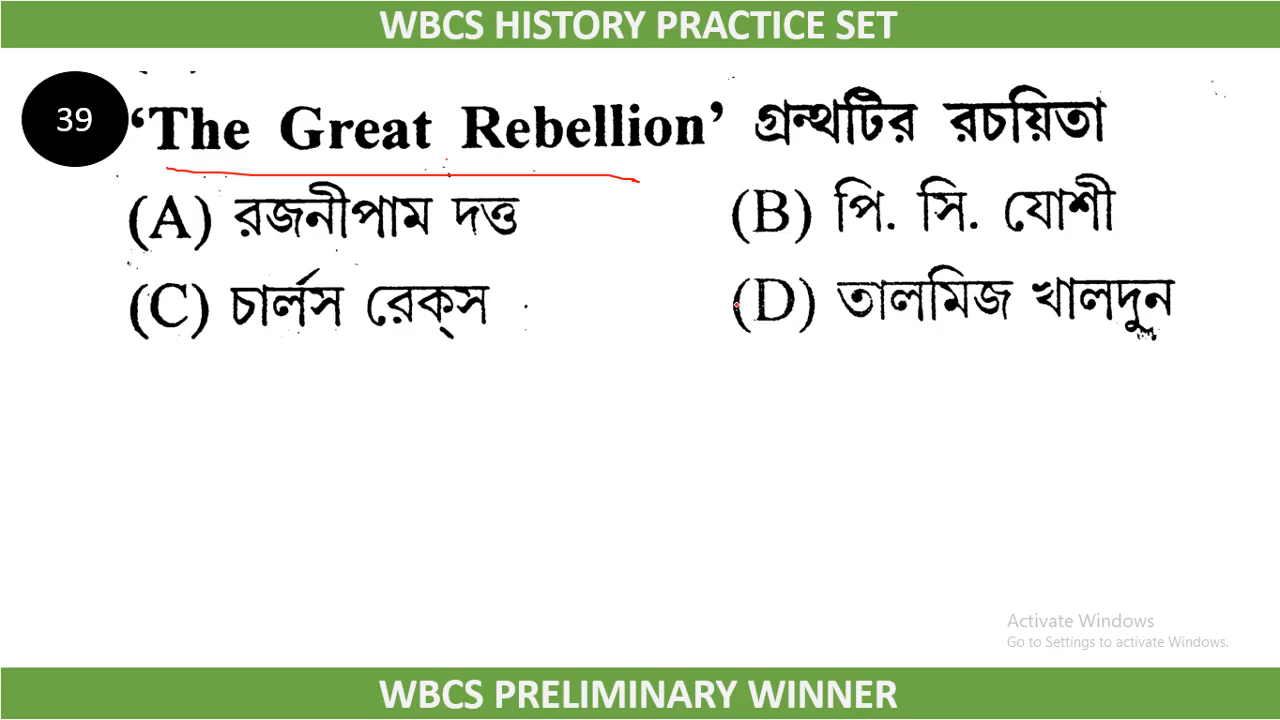 WBCS HISTORY PRACTICE SET
39 ‘The Great Rebellion’ গ্রন্থটির রচয়িতা
(A) রজনীপাম দত্ত (B) পি. সি. যোশী
(C) চার্লস রেক্‌স (D) তালমিজ খালদুন
Activate Windows
Go to Settings to activate Windows.
WBCS PRELIMINARY WINNER